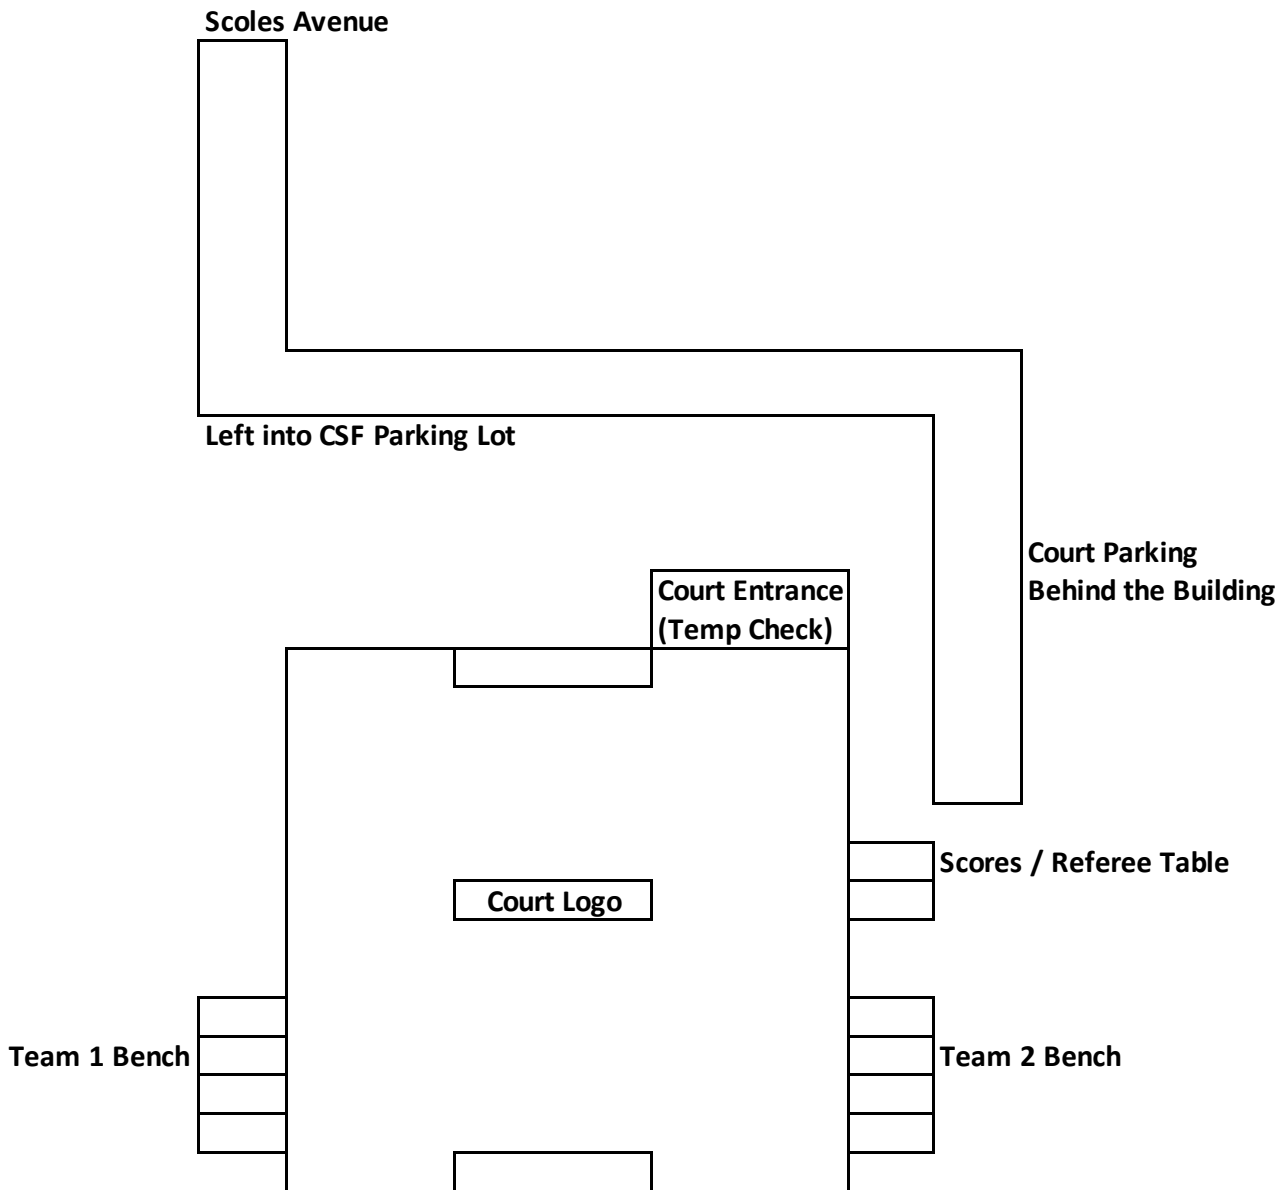 Scoles Avenue
Left into CSF Parking Lot
Court Parking
Behind the Building
Court Entrance
(Temp Check)
Scores / Referee Table
Court Logo
Team 1 Bench
Team 2 Bench